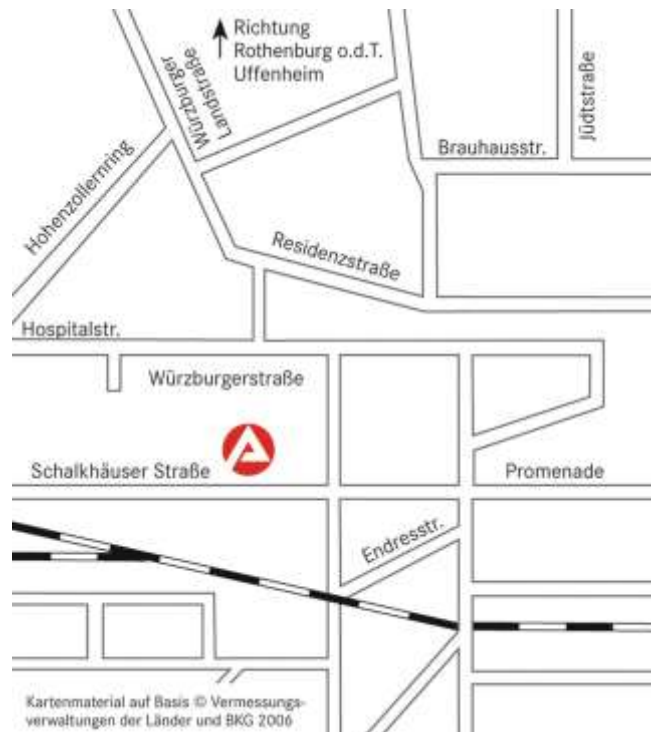 Richtung
Rothenburg o.d.T.
Uffenheim
Würzburger
Landstraße
Jüdtstraße
Brauhausstr.
Hohenzollernring
Residenzstraße
Hospitalstr.
Würzburgerstraße
Schalkhäuser Straße
Promenade
Endresstr.
Kartenmaterial auf Basis © Vermessungs-
verwaltungen der Länder und BKG 2006